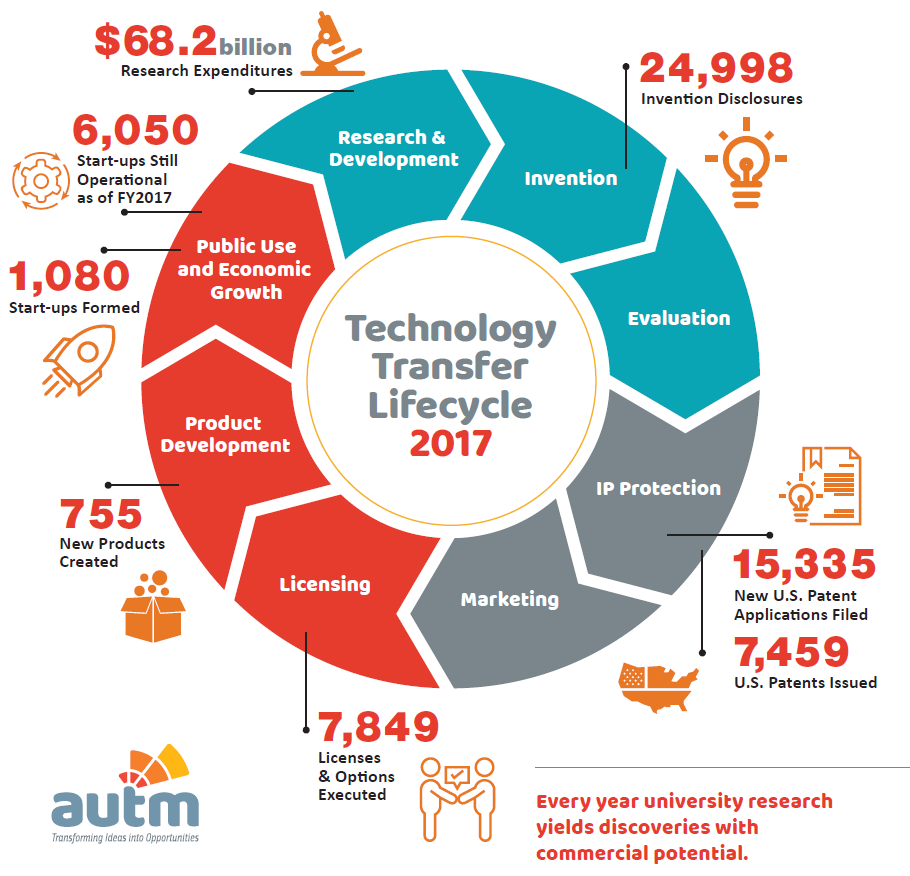 $68.2 billion
Research Expenditures
24,998
Invention Disclosures
6,050
Start-ups Still
Operational
as of FY2017
1,080
Start-ups Formed
Research &
Development
Invention
Evaluation
Public Use
and Economic
Growth
Technology
Transfer
Lifecycle
2017
Product
Development
IP Protection
Licensing
Marketing
755
New Products
Created
15,335
New U.S. Patent
Applications Filed
7,459
U.S. Patents Issued
7,849
Licenses
& Options
Executed
autm
Transforming Ideas into Opportunities
Every year university research
yields discoveries with
commercial potential.